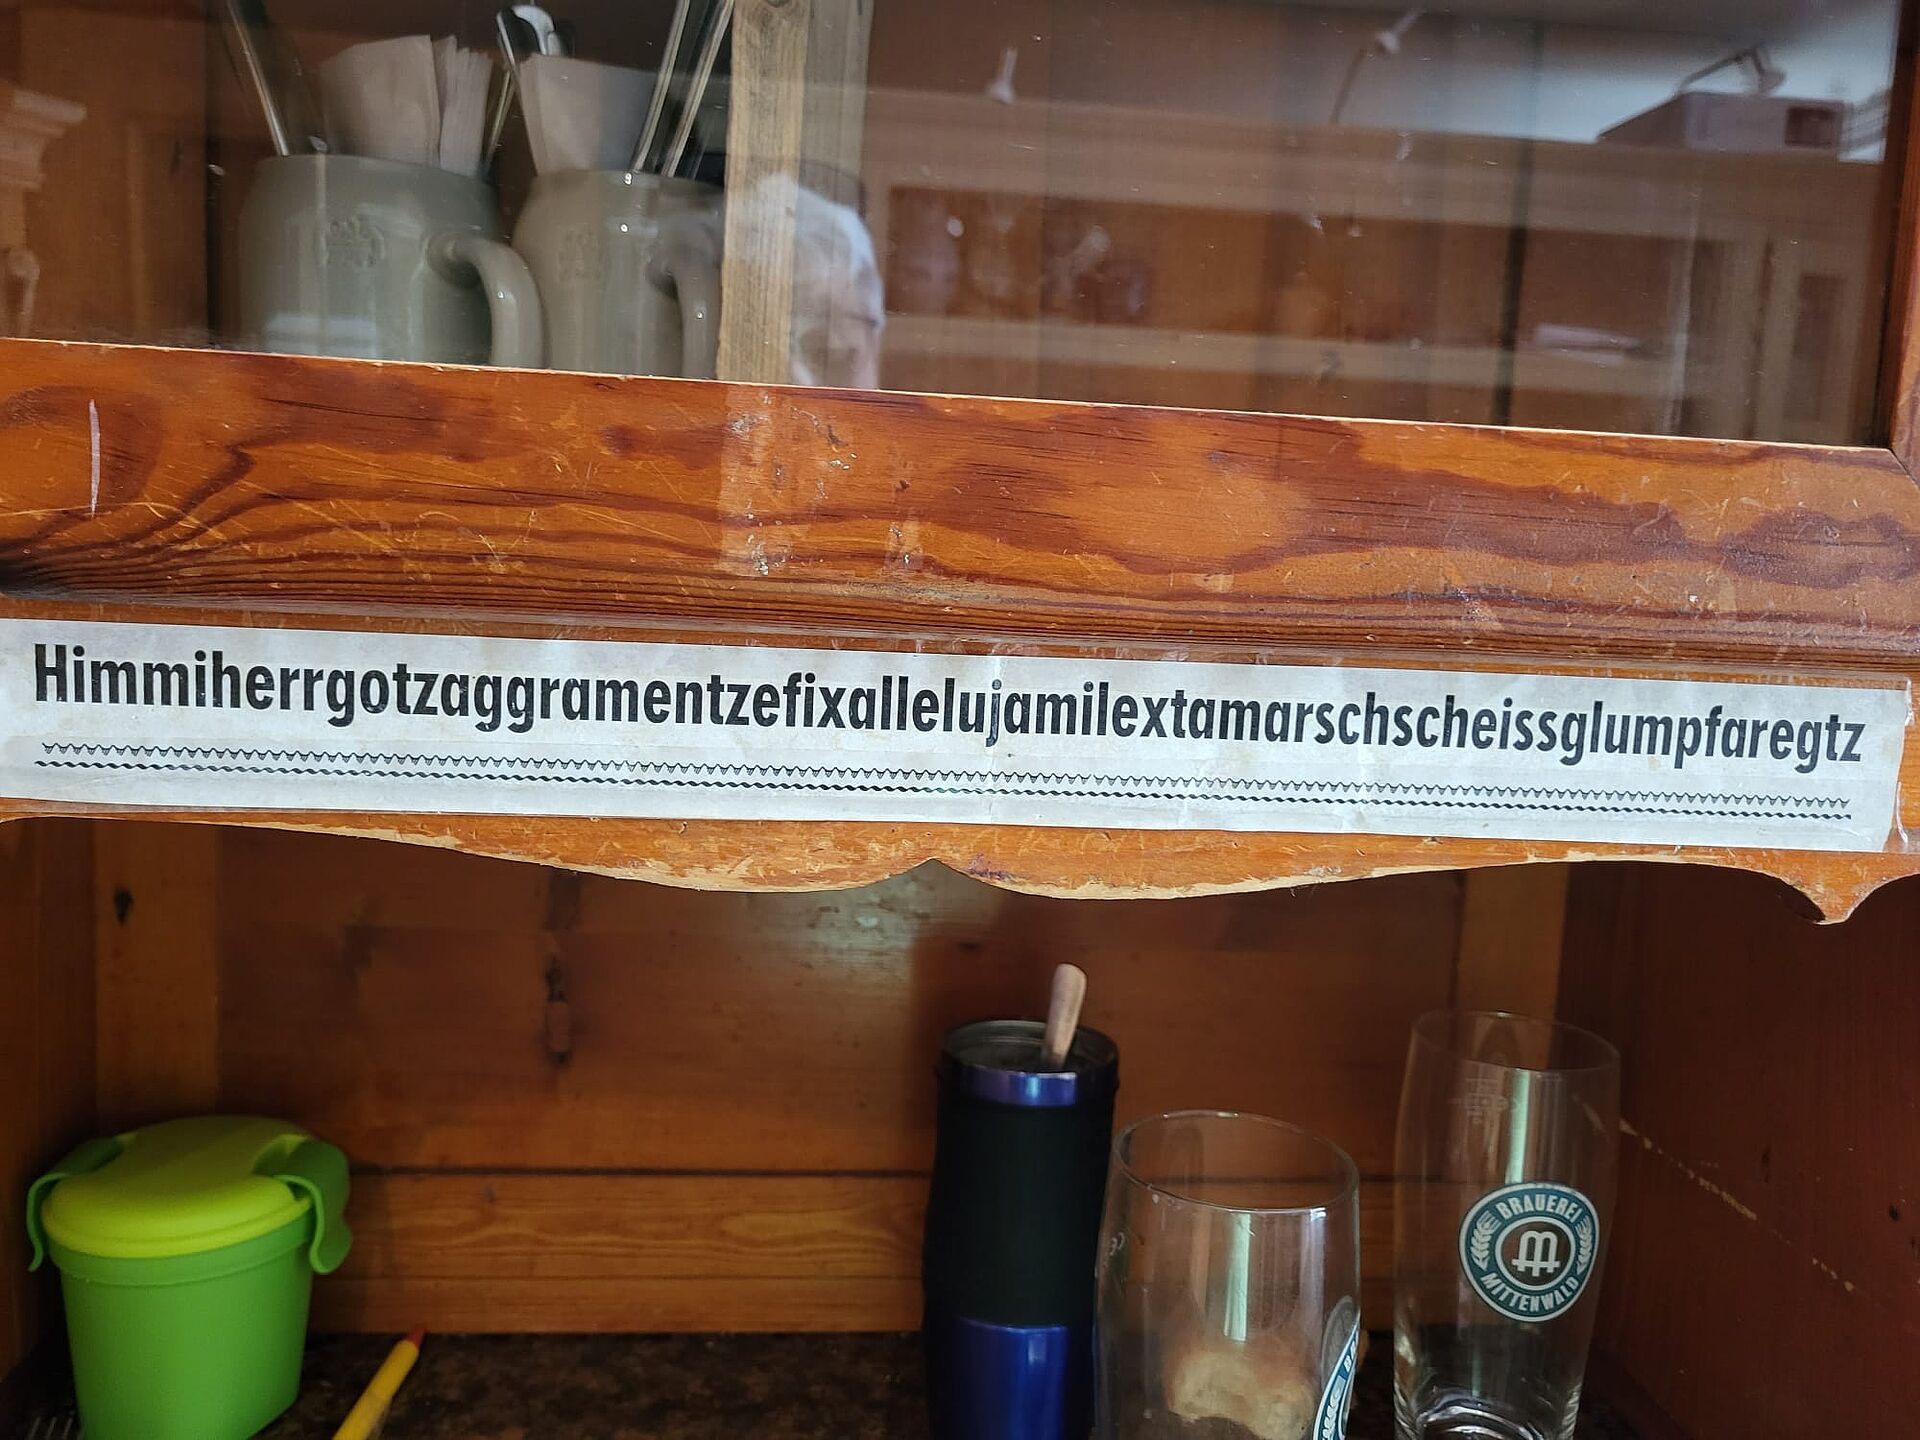 Himmiherrgotzaggramentzefixallelujamilextamarschscheissglumpfaregtz
BRAUEREI
MITTENWALD